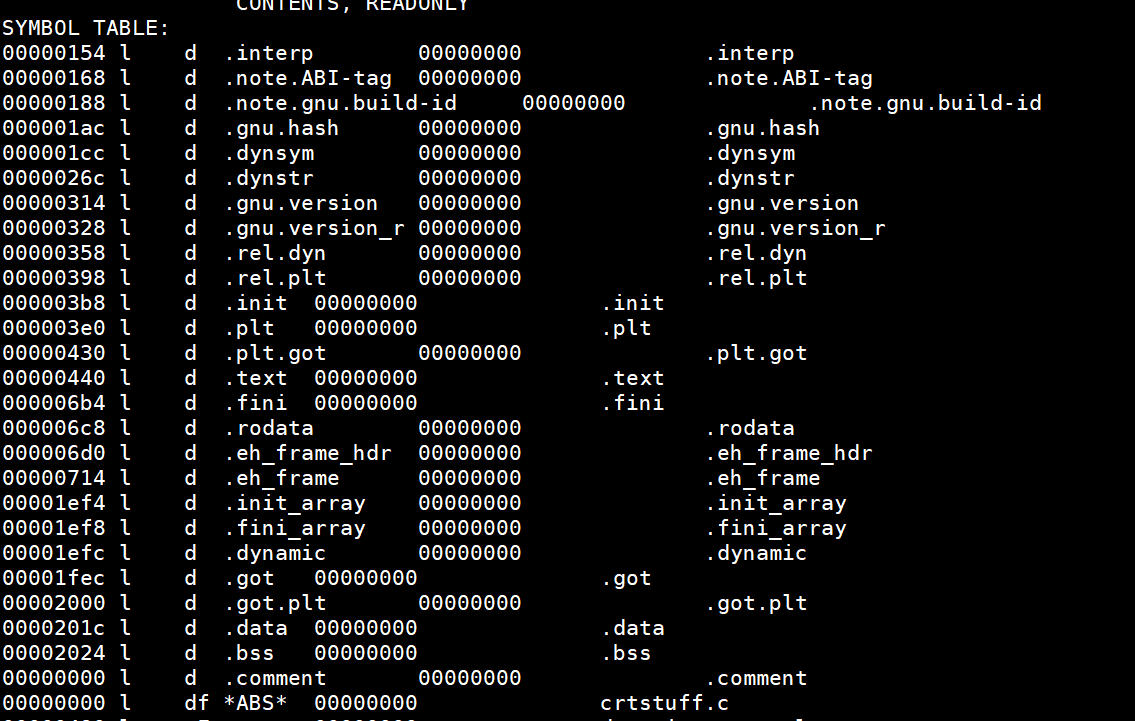 CONTENTS, READONLY
SYMBOL TABLE:
00000154 l    d  .interp 00000000 .interp
00000168 l    d  .note.ABI-tag 00000000 .note.ABI-tag
00000188 l    d  .note.gnu.build-id 00000000 .note.gnu.build-id
000001ac l    d  .gnu.hash 00000000 .gnu.hash
000001cc l    d  .dynsym 00000000 .dynsym
0000026c l    d  .dynstr 00000000 .dynstr
00000314 l    d  .gnu.version 00000000 .gnu.version
00000328 l    d  .gnu.version_r 00000000 .gnu.version_r
00000358 l    d  .rel.dyn 00000000 .rel.dyn
00000398 l    d  .rel.plt 00000000 .rel.plt
000003b8 l    d  .init 00000000 .init
000003e0 l    d  .plt 00000000 .plt
00000430 l    d  .plt.got 00000000 .plt.got
00000440 l    d  .text 00000000 .text
000006b4 l    d  .fini 00000000 .fini
000006c8 l    d  .rodata 00000000 .rodata
000006d0 l    d  .eh_frame_hdr 00000000 .eh_frame_hdr
00000714 l    d  .eh_frame 00000000 .eh_frame
00001ef4 l    d  .init_array 00000000 .init_array
00001ef8 l    d  .fini_array 00000000 .fini_array
00001efc l    d  .dynamic 00000000 .dynamic
00001fec l    d  .got 00000000 .got
00002000 l    d  .got.plt 00000000 .got.plt
0000201c l    d  .data 00000000 .data
00002024 l    d  .bss 00000000 .bss
00000000 l    d  .comment 00000000 .comment
00000000 l    df *ABS* 00000000 crtstuff.c